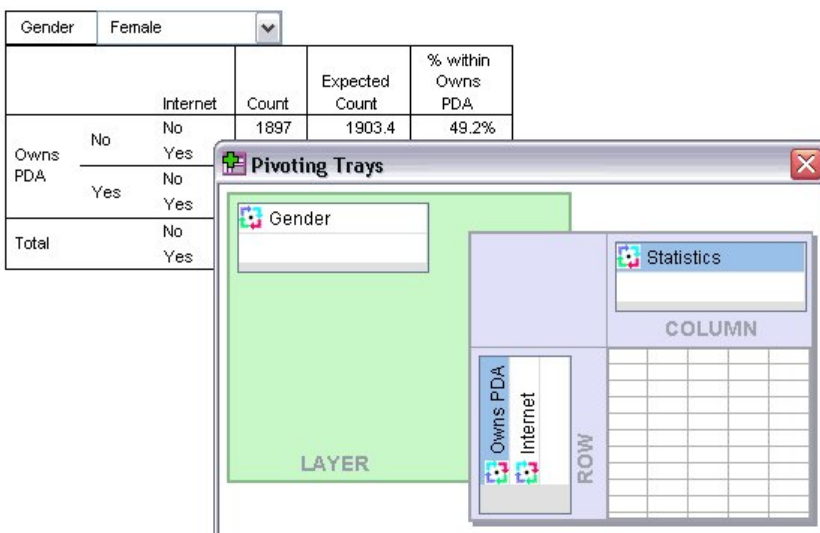 Gender Female
Internet Count Expected Count % within Owns PDA
Owns PDA No No 1897 1903.4 49.2%
Yes
Yes No
Yes
Total No
Yes
Pivoting Trays
Gender
Statistics
COLUMN
Owns PDA
Internet
ROW
LAYER